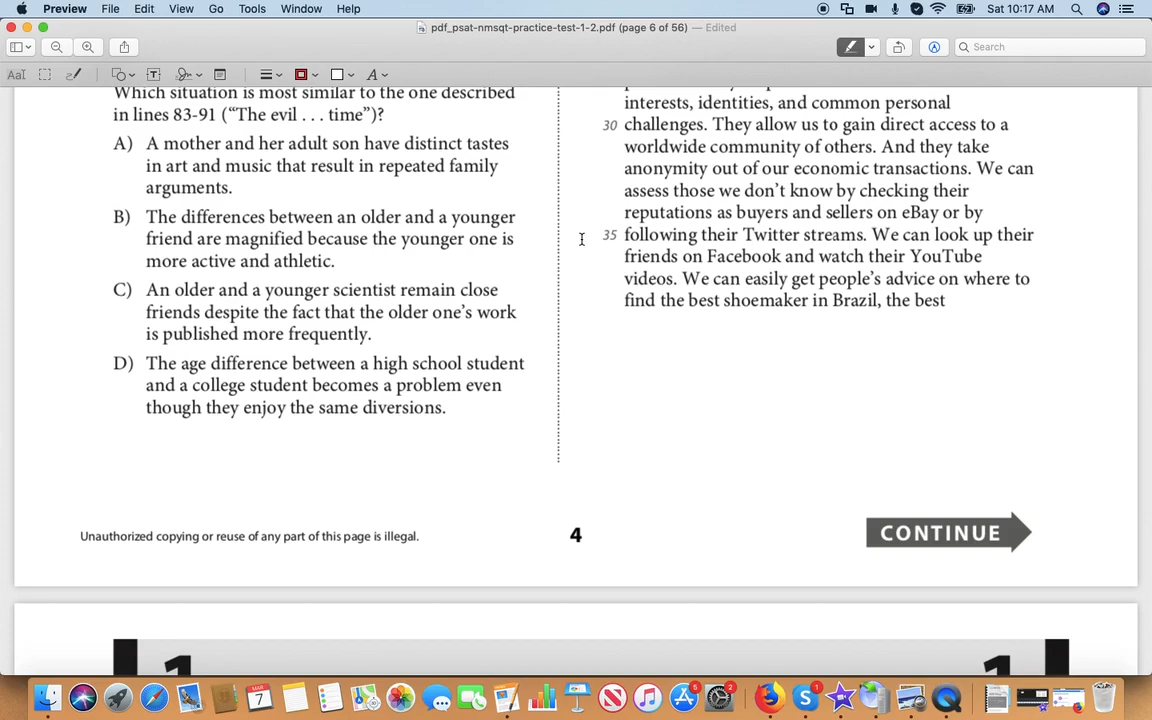 Preview File Edit View Go Tools Window Help Sat 10:17 AM
pdf_psat-nmsqt-practice-test-1-2.pdf (page 6 of 56) — Edited
Search
Which situation is most similar to the one described
in lines 83-91 (“The evil . . . time”)?
A) A mother and her adult son have distinct tastes
in art and music that result in repeated family
arguments.
B) The differences between an older and a younger
friend are magnified because the younger one is
more active and athletic.
C) An older and a younger scientist remain close
friends despite the fact that the older one’s work
is published more frequently.
D) The age difference between a high school student
and a college student becomes a problem even
though they enjoy the same diversions.
interests, identities, and common personal
30 challenges. They allow us to gain direct access to a
worldwide community of others. And they take
anonymity out of our economic transactions. We can
assess those we don’t know by checking their
reputations as buyers and sellers on eBay or by
35 following their Twitter streams. We can look up their
friends on Facebook and watch their YouTube
videos. We can easily get people’s advice on where to
find the best shoemaker in Brazil, the best
Unauthorized copying or reuse of any part of this page is illegal.
4
CONTINUE
1 1